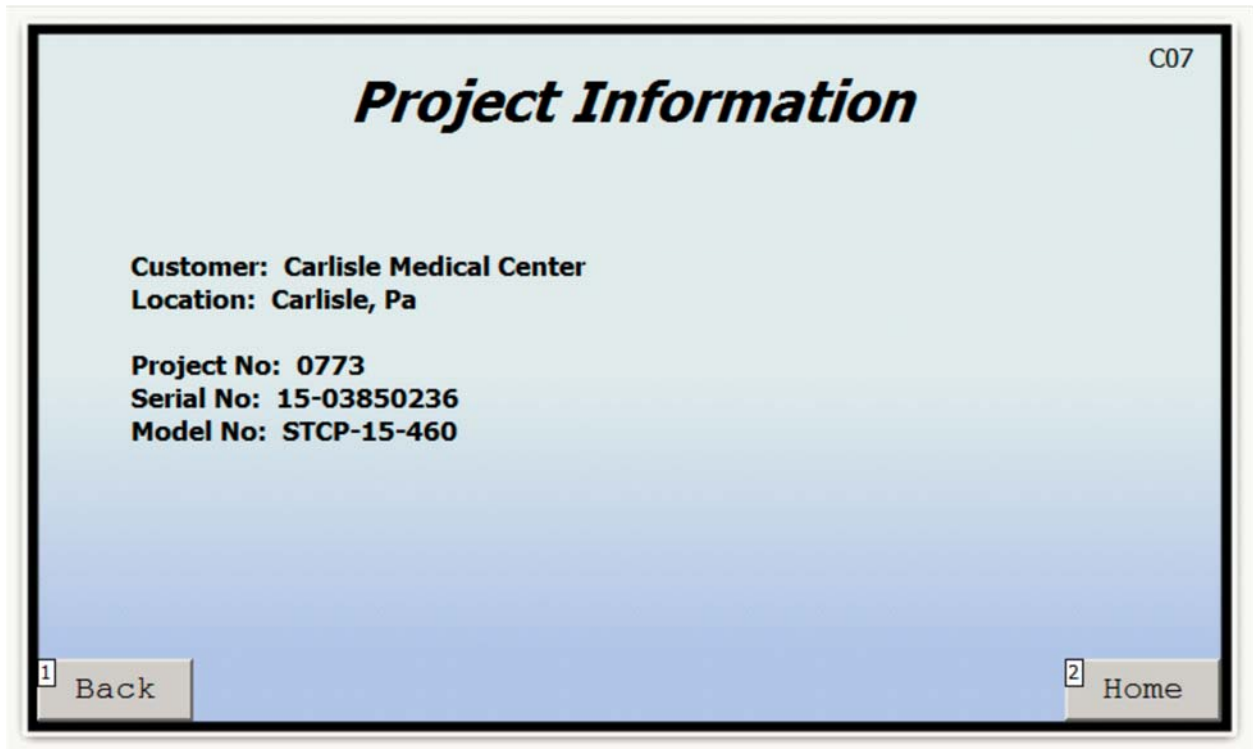 C07
Project Information
Customer: Carlisle Medical Center
Location: Carlisle, Pa
Project No: 0773
Serial No: 15-03850236
Model No: STCP-15-460
1
Back
2
Home